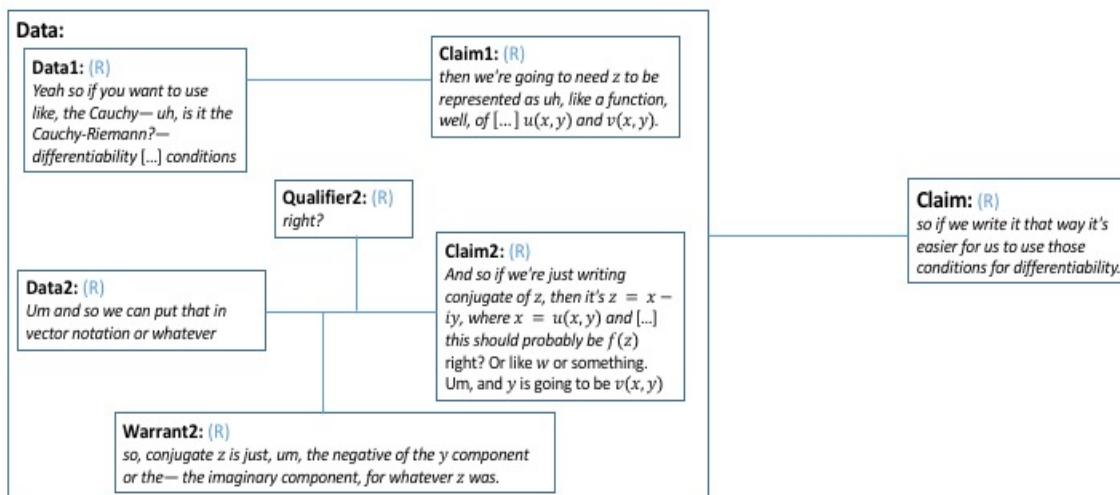 Data:
Data1: (R)
Yeah so if you want to use
like, the Cauchy— uh, is it the
Cauchy-Riemann?—
differentiability [...] conditions
Claim1: (R)
then we're going to need z to be
represented as uh, like a function,
well, of [...] u(x, y) and v(x, y).
Qualifier2: (R)
right?
Data2: (R)
Um and so we can put that in
vector notation or whatever
Claim2: (R)
And so if we're just writing
conjugate of z, then it's z = x −
iy, where x = u(x, y) and [...]
this should probably be f(z)
right? Or like w or something.
Um, and y is going to be v(x, y)
Warrant2: (R)
so, conjugate z is just, um, the negative of the y component
or the— the imaginary component, for whatever z was.
Claim: (R)
so if we write it that way it's
easier for us to use those
conditions for differentiability.